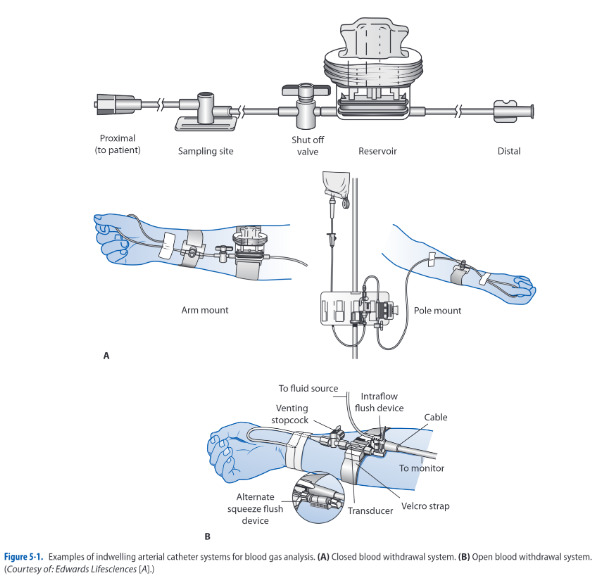 Proximal
(to patient)
Sampling site
Shut off
valve
Reservoir
Distal
Arm mount
Pole mount
A
To fluid source
Venting
stopcock
Intraflow
flush device
Cable
To monitor
Alternate
squeeze flush
device
Transducer
Velcro strap
B
Figure 5-1. Examples of indwelling arterial catheter systems for blood gas analysis. (A) Closed blood withdrawal system. (B) Open blood withdrawal system.
(Courtesy of: Edwards Lifesciences [A].)